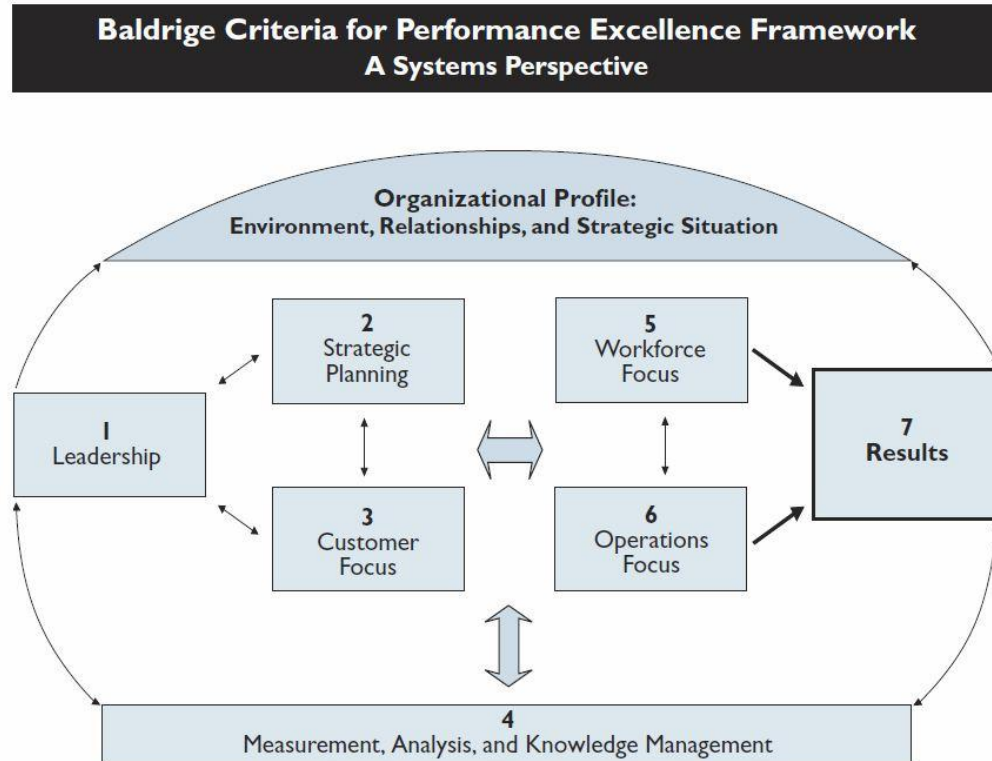 Baldrige Criteria for Performance Excellence Framework
A Systems Perspective
Organizational Profile:
Environment, Relationships, and Strategic Situation
1
Leadership
2
Strategic
Planning
3
Customer
Focus
5
Workforce
Focus
6
Operations
Focus
7
Results
4
Measurement, Analysis, and Knowledge Management